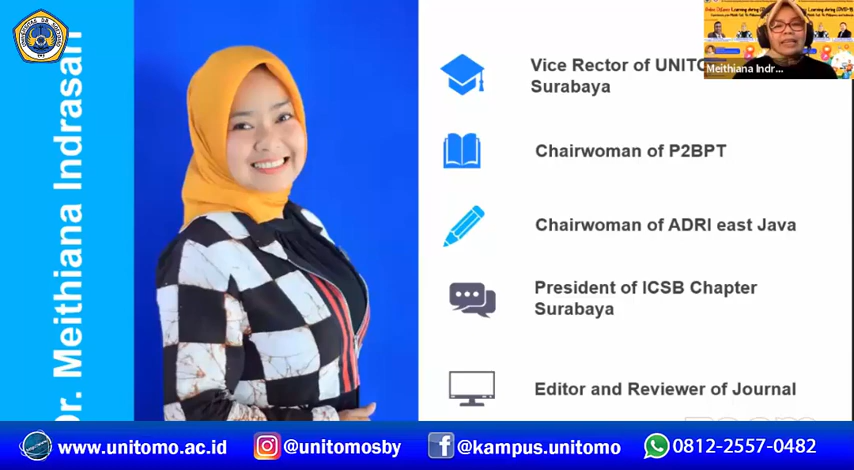 Dr. Meithiana Indrasari
Vice Rector of UNITO
Surabaya
Chairwoman of P2BPT
Chairwoman of ADRI east Java
President of ICSB Chapter
Surabaya
Editor and Reviewer of Journal
Meithiana Indr...
zoom
www.unitomo.ac.id
@unitomosby
@kampus.unitomo
0812-2557-0482